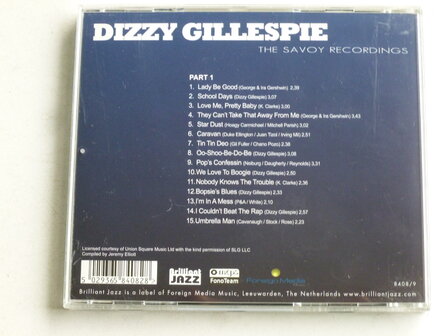 DIZZY GILLESPIE
THE SAVOY RECORDINGS
PART 1
1. Lady Be Good (George & Ira Gershwin) 2,39
2. School Days (Dizzy Gillespie) 3,07
3. Love Me, Pretty Baby (K. Clarke) 3,00
4. They Can't Take That Away From Me (George & Ira Gershwin) 3,43
5. Star Dust (Hoagy Carmichael / Mitchell Parish) 3,02
6. Caravan (Duke Ellington / Juan Tizol / Irving Mill) 2.51
7. Tin Tin Deo (Gil Fuller / Chano Pozo) 2.38
8. Oo-Shoo-Be-Do-Be (Dizzy Gillespie) 3,08
9. Pop's Confessin (Neiburg / Daugherty / Reynolds) 3,31
10. We Love To Boogie (Dizzy Gillespie) 2,50
11. Nobody Knows The Trouble (K. Clarke) 2,36
12. Bopsie's Blues (Dizzy Gillespie) 2,33
13. I'm In A Mess (P&A / White) 2,10
14. I Couldn't Beat The Rap (Dizzy Gillespie) 2,57
15. Umbrella Man (Cavanaugh / Stock / Rose) 2,23
Licensed courtesy of Union Square Music Ltd with the kind permission of SLG LLC
Compiled by Jeremy Elliott
6 029365 840828
Brilliant JAZZ
FonoTeam
Foreign Media
8408/9
Brilliant Jazz is a label of Foreign Media Music, Leeuwarden, The Netherlands www.brilliantjazz.com